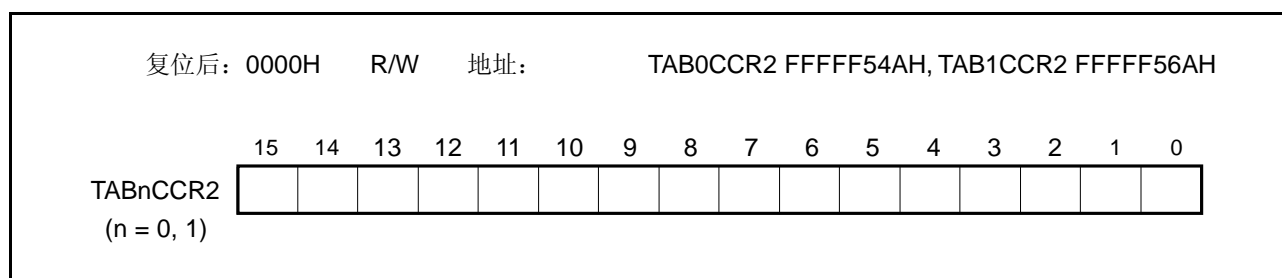 复位后：0000H R/W 地址： TAB0CCR2 FFFFF54AH, TAB1CCR2 FFFFF56AH
15 14 13 12 11 10 9 8 7 6 5 4 3 2 1 0
TABnCCR2
(n = 0, 1)